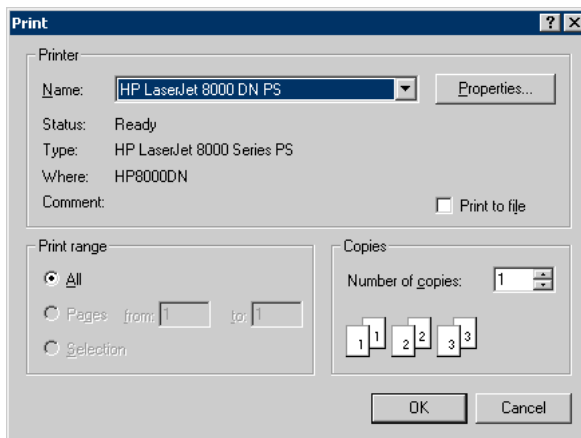 Print
Printer
Name: HP LaserJet 8000 DN PS Properties...
Status: Ready
Type: HP LaserJet 8000 Series PS
Where: HP8000DN
Comment: Print to file
Print range
All
Pages from: 1 to: 1
Selection
Copies
Number of copies: 1
1 1 2 2 3 3
OK Cancel